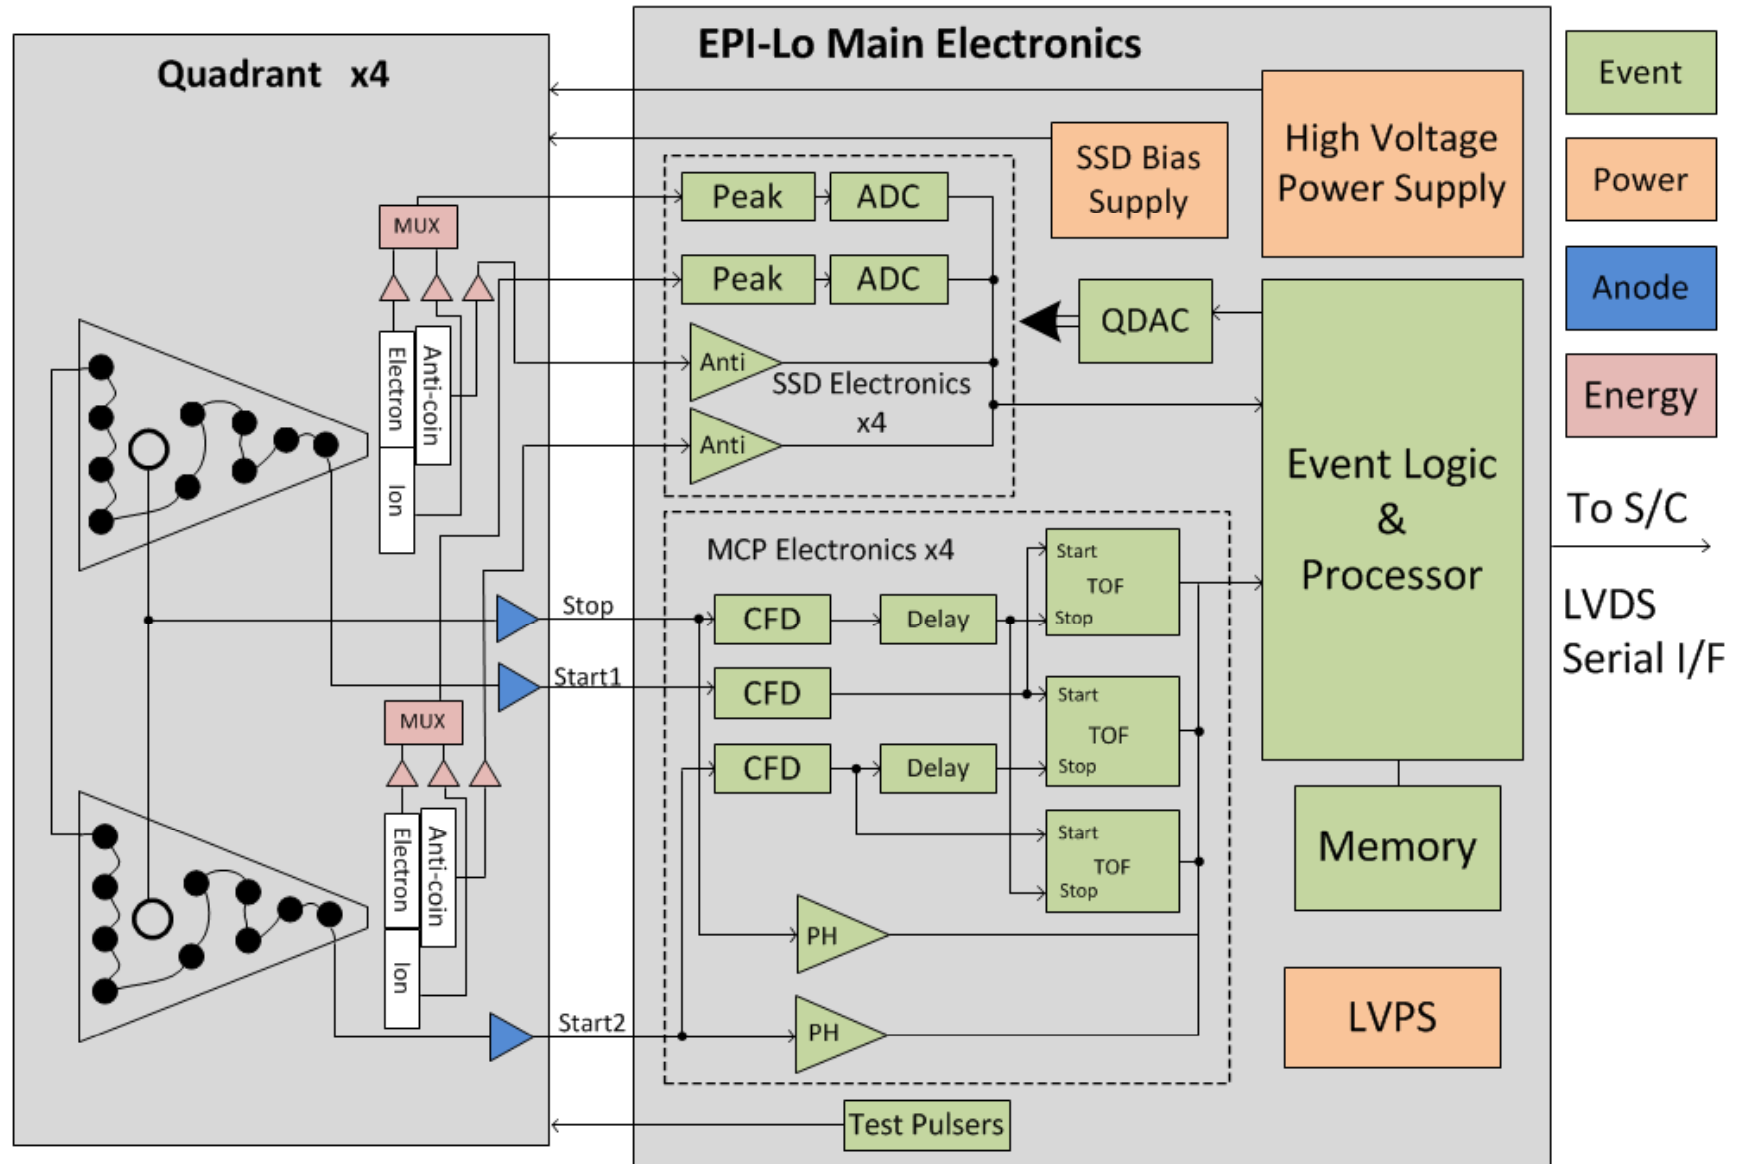 EPI-Lo Main Electronics
Quadrant x4
Event
Power
Anode
Energy
To S/C
LVDS
Serial I/F
High Voltage
Power Supply
SSD Bias
Supply
Peak
ADC
Peak
ADC
Anti
SSD Electronics
x4
Anti
QDAC
Event Logic
&
Processor
Memory
LVPS
MUX
Electron
Anti-coin
Ion
MUX
Electron
Anti-coin
Ion
Stop
Start1
Start2
MCP Electronics x4
CFD
Delay
CFD
CFD
Delay
Start
TOF
Stop
Start
TOF
Stop
Start
TOF
Stop
PH
PH
Test Pulsers